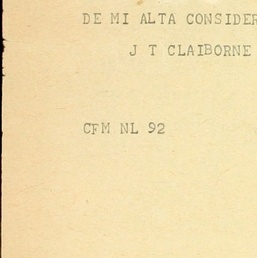 DE MI ALTA CONSIDER
J T CLAIBORNE
CFM NL 92